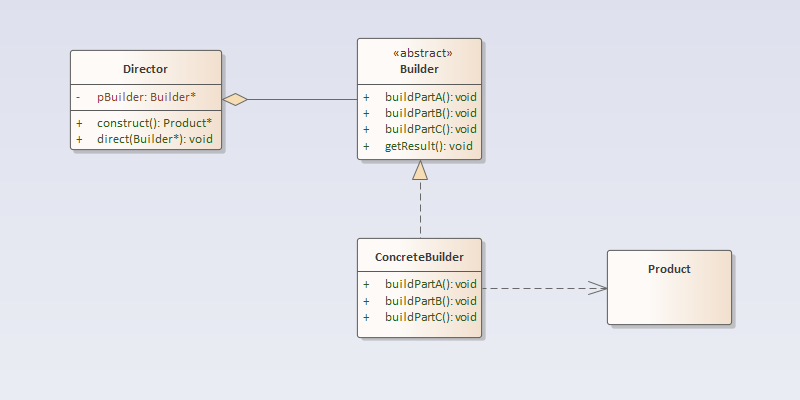 Director
- pBuilder: Builder*
+ construct(): Product*
+ direct(Builder*): void
«abstract»
Builder
+ buildPartA(): void
+ buildPartB(): void
+ buildPartC(): void
+ getResult(): void
ConcreteBuilder
+ buildPartA(): void
+ buildPartB(): void
+ buildPartC(): void
Product